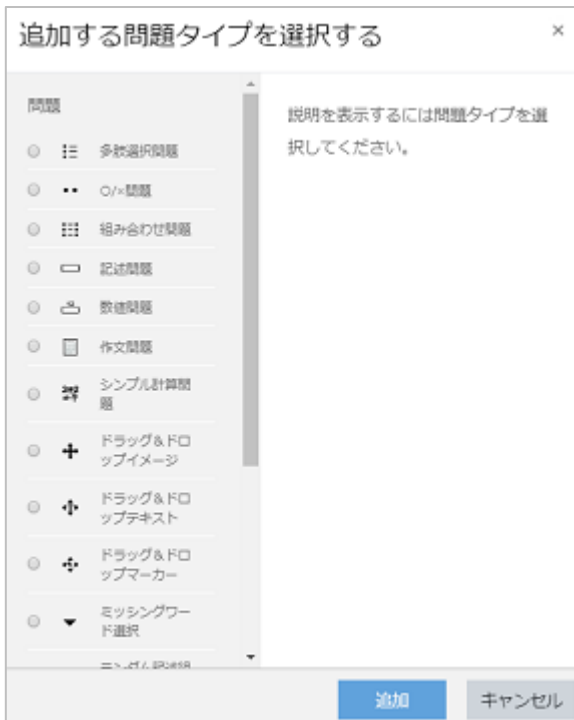 追加する問題タイプを選択する
×
問題
多肢選択問題
○/×問題
組み合わせ問題
記述問題
数値問題
作文問題
シンプル計算問
題
ドラッグ&ドロ
ップイメージ
ドラッグ&ドロ
ップテキスト
ドラッグ&ドロ
ップマーカー
ミッシングワー
ド選択
説明を表示するには問題タイプを選
択してください。
追加
キャンセル